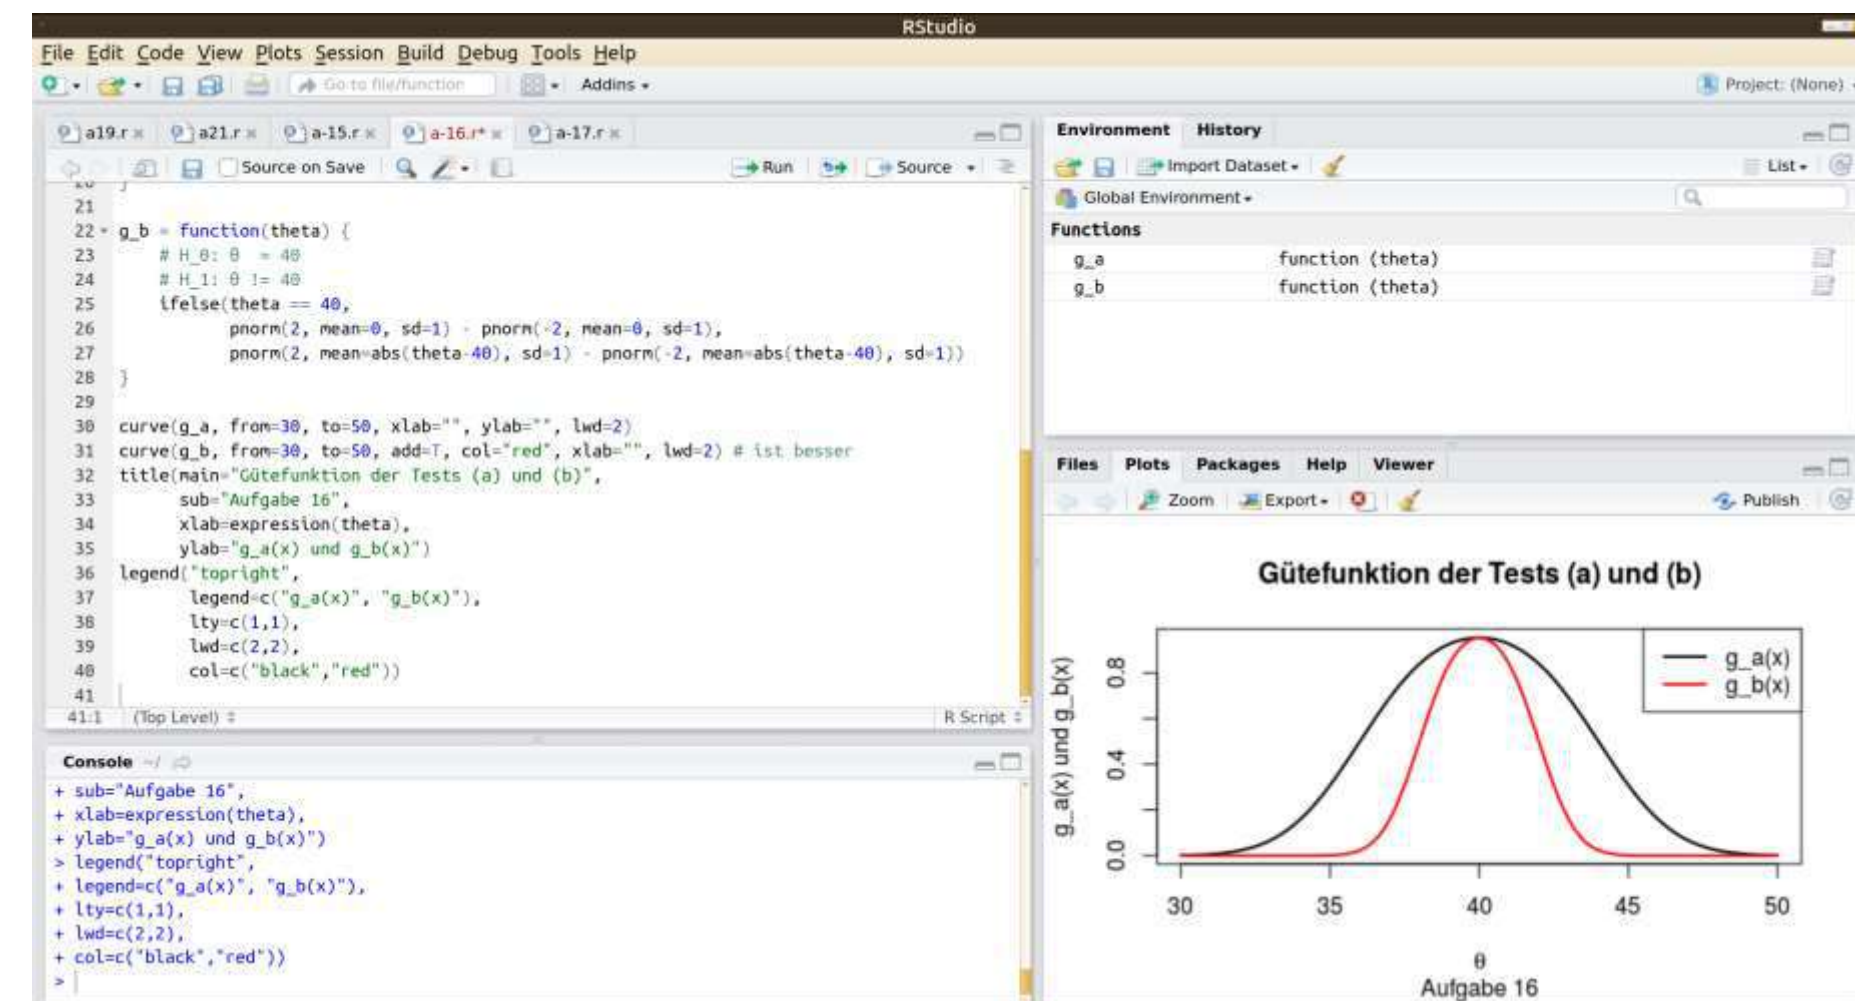 RStudio
File Edit Code View Plots Session Build Debug Tools Help
Go to file/function Addins Project: (None)
a19.r a21.r a-15.r a-16.r* a-17.r
Source on Save Run Source
20 }
21
22 g_b = function(theta) {
23 # H_0: θ = 40
24 # H_1: θ != 40
25 ifelse(theta == 40,
26 pnorm(2, mean=0, sd=1) - pnorm(-2, mean=0, sd=1),
27 pnorm(2, mean=abs(theta-40), sd=1) - pnorm(-2, mean=abs(theta-40), sd=1))
28 }
29
30 curve(g_a, from=30, to=50, xlab="", ylab="", lwd=2)
31 curve(g_b, from=30, to=50, add=T, col="red", xlab="", lwd=2) # ist besser
32 title(main="Gütefunktion der Tests (a) und (b)",
33 sub="Aufgabe 16",
34 xlab=expression(theta),
35 ylab="g_a(x) und g_b(x)")
36 legend("topright",
37 legend=c("g_a(x)", "g_b(x)"),
38 lty=c(1,1),
39 lwd=c(2,2),
40 col=c("black","red"))
41
41:1 (Top Level) R Script
Console ~/
+ sub="Aufgabe 16",
+ xlab=expression(theta),
+ ylab="g_a(x) und g_b(x)")
> legend("topright",
+ legend=c("g_a(x)", "g_b(x)"),
+ lty=c(1,1),
+ lwd=c(2,2),
+ col=c("black","red"))
>
Environment History
Import Dataset List
Global Environment
Functions
g_a function (theta)
g_b function (theta)
Files Plots Packages Help Viewer
Zoom Export Publish
Gütefunktion der Tests (a) und (b)
g_a(x)
g_b(x)
g_a(x) und g_b(x)
0.8
0.4
0.0
30 35 40 45 50
θ
Aufgabe 16